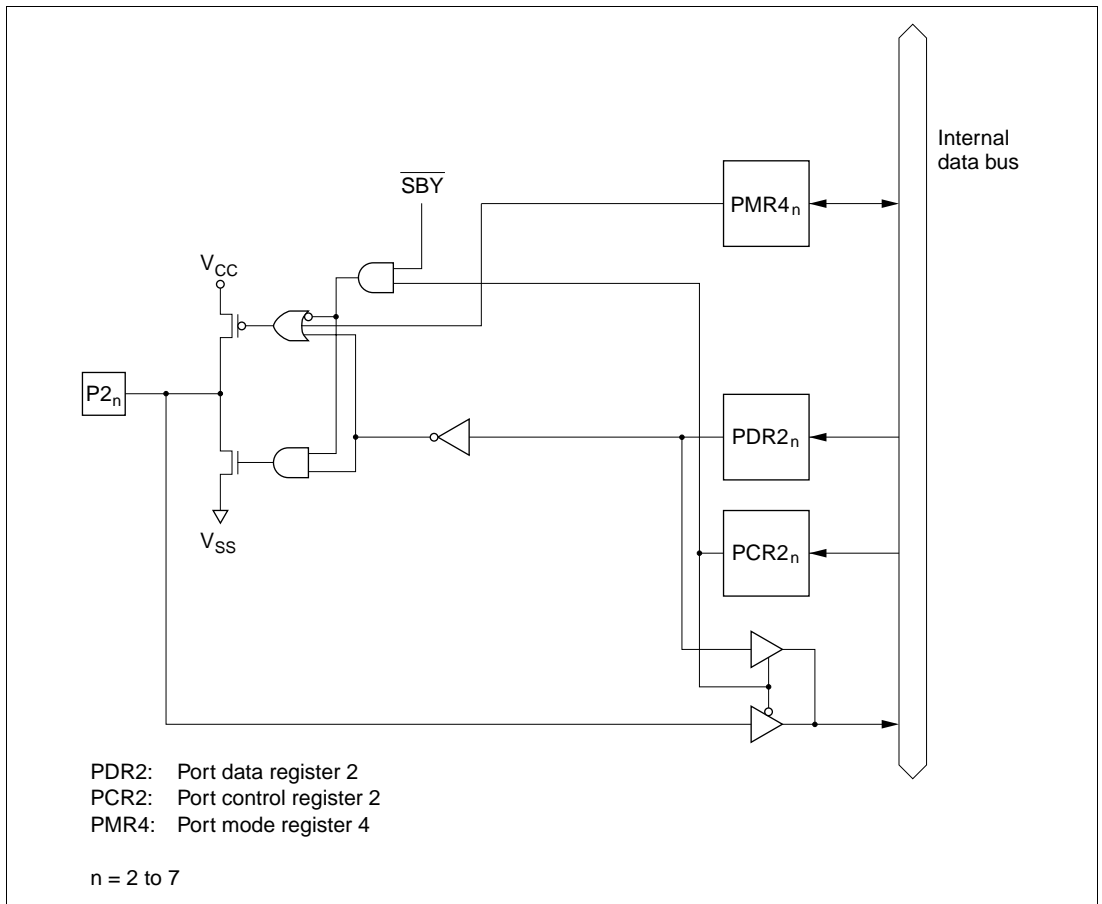 Internal
data bus
SBY
PMR4n
VCC
P2n
PDR2n
VSS
PCR2n
PDR2: Port data register 2
PCR2: Port control register 2
PMR4: Port mode register 4
n = 2 to 7